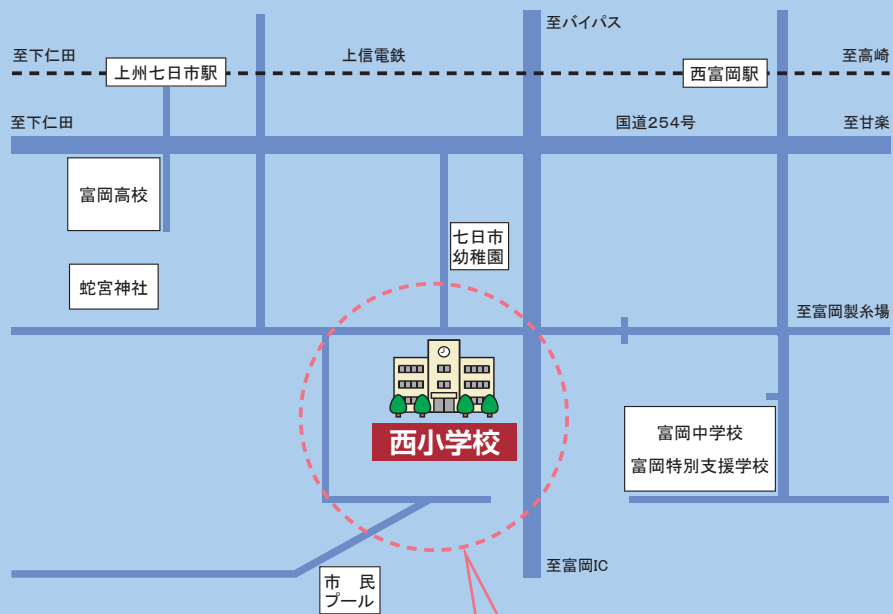 至バイパス
至下仁田
上信電鉄
至高崎
上州七日市駅
西富岡駅
至下仁田
国道254号
至甘楽
富岡高校
七日市
幼稚園
蛇宮神社
至富岡製糸場
西小学校
富岡中学校
富岡特別支援学校
至富岡IC
市 民
プール